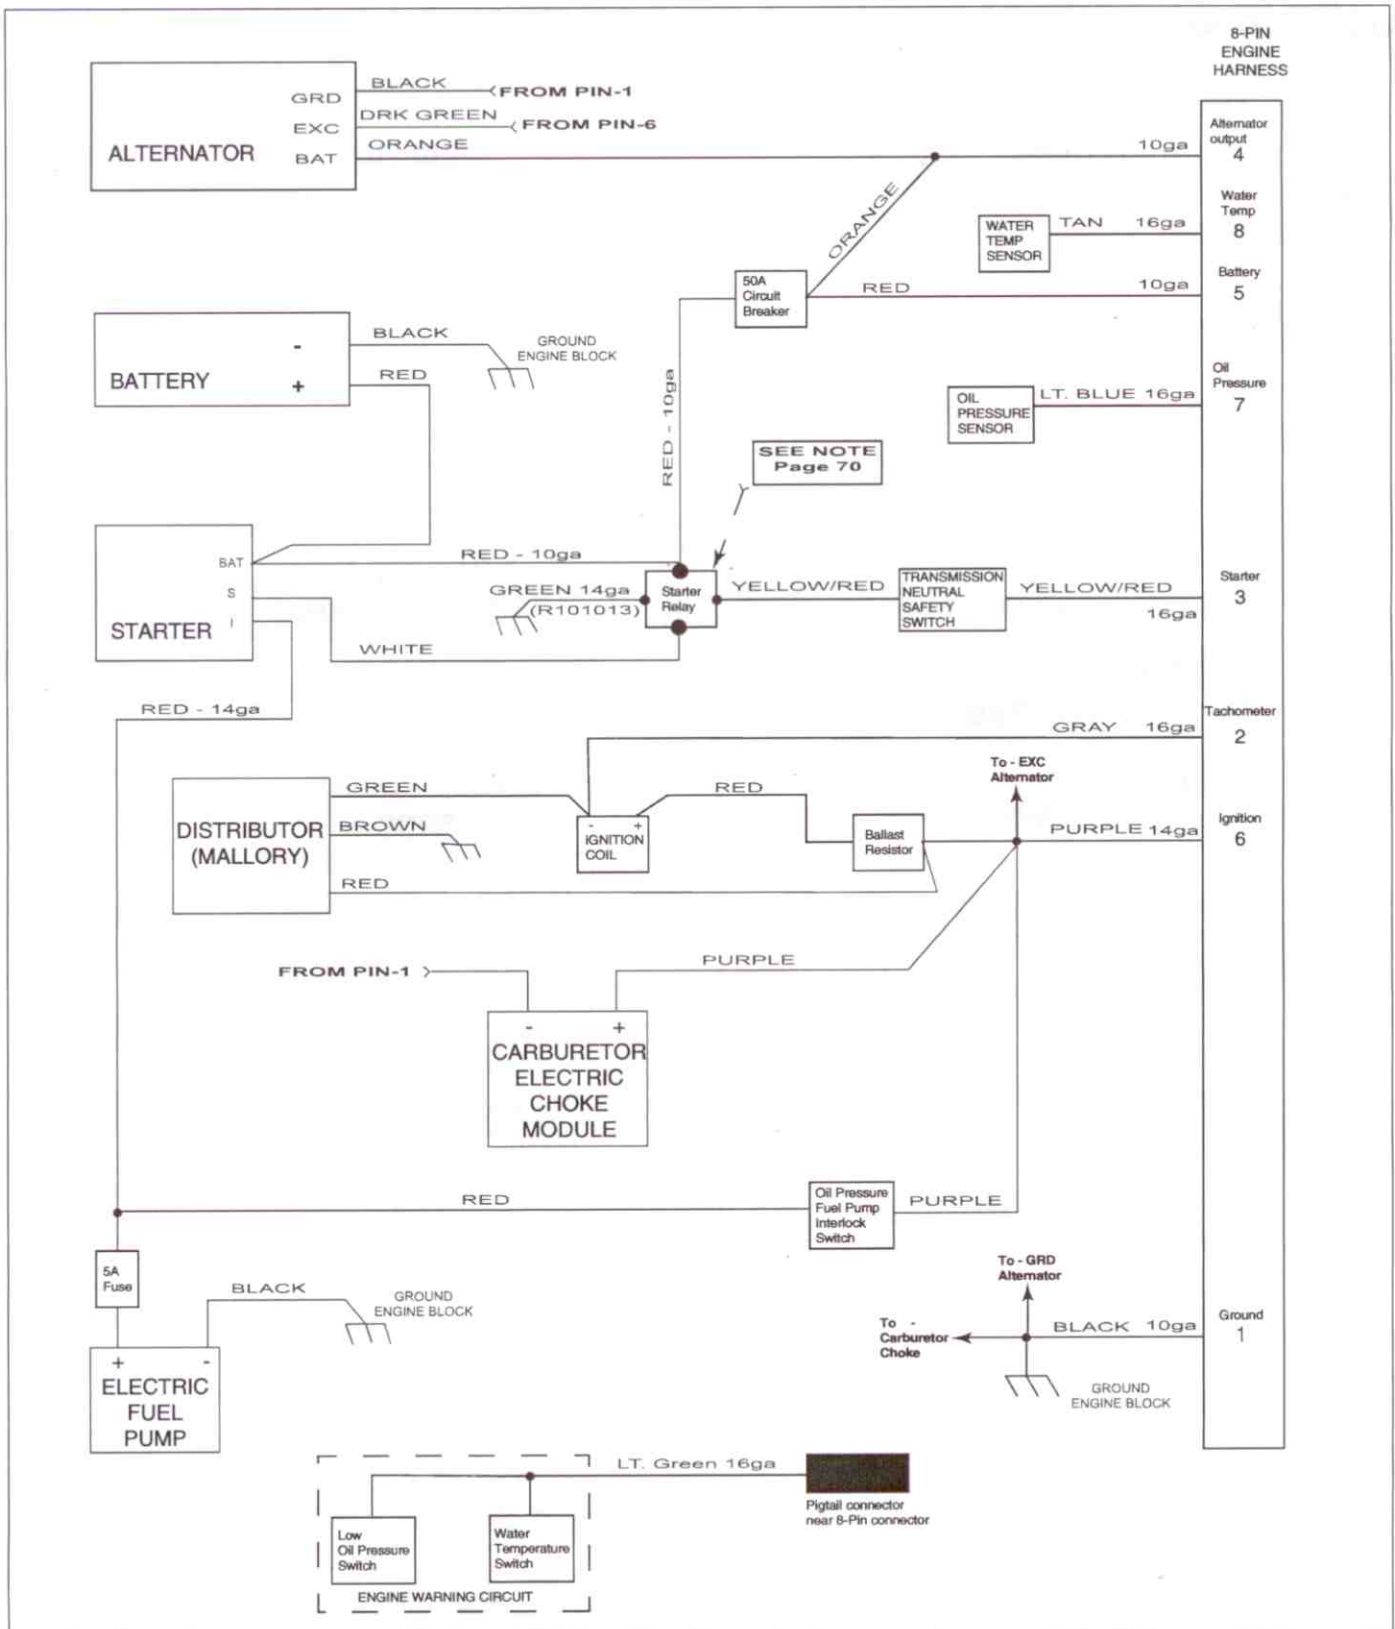 8-PIN
ENGINE
HARNESS
ALTERNATOR
GRD
EXC
BAT
BLACK
FROM PIN-1
DRK GREEN
FROM PIN-6
ORANGE
10ga
Alternator
output
4
ORANGE
WATER
TEMP
SENSOR
TAN 16ga
Water
Temp
8
50A
Circuit
Breaker
RED
10ga
Battery
5
BATTERY
-
+
BLACK
GROUND
ENGINE BLOCK
RED
RED - 10ga
OIL
PRESSURE
SENSOR
LT. BLUE 16ga
Oil
Pressure
7
SEE NOTE
Page 70
STARTER
BAT
S
I
RED - 10ga
GREEN 14ga
(R101013)
Starter
Relay
YELLOW/RED
TRANSMISSION
NEUTRAL
SAFETY
SWITCH
YELLOW/RED
16ga
Starter
3
WHITE
RED - 14ga
GRAY 16ga
Tachometer
2
To - EXC
Alternator
DISTRIBUTOR
(MALLORY)
GREEN
BROWN
RED
- +
IGNITION
COIL
RED
Ballast
Resistor
PURPLE 14ga
Ignition
6
PURPLE
FROM PIN-1
- +
CARBURETOR
ELECTRIC
CHOKE
MODULE
RED
Oil Pressure
Fuel Pump
Interlock
Switch
PURPLE
5A
Fuse
BLACK
GROUND
ENGINE BLOCK
+ -
ELECTRIC
FUEL
PUMP
To - GRD
Alternator
To -
Carburetor
Choke
BLACK 10ga
Ground
1
GROUND
ENGINE BLOCK
LT. Green 16ga
Pigtail connector
near 8-Pin connector
Low
Oil Pressure
Switch
Water
Temperature
Switch
ENGINE WARNING CIRCUIT